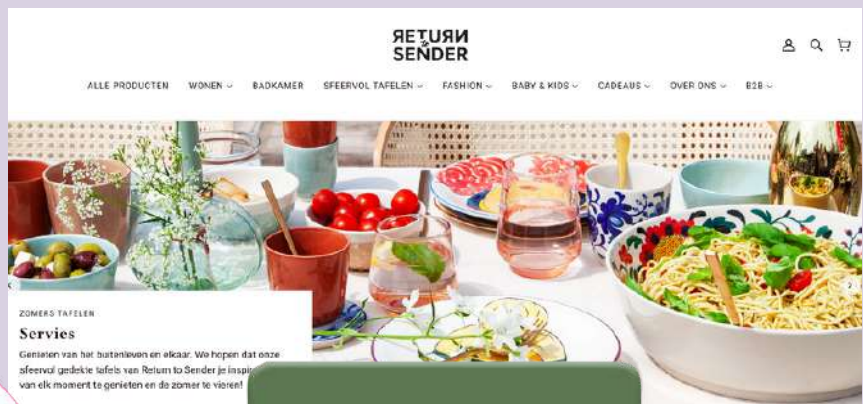 RETURN
to
SENDER
ALLE PRODUCTEN WONEN BADKAMER SFEERVOL TAFELEN FASHION BABY & KIDS CADEAUS OVER ONS B2B
ZOMERS TAFELEN
Servies
Genieten van het buitenleven en elkaar. We hopen dat onze
sfeervol gedekte tafels van Return to Sender je
van elk moment te genieten en de zomer te vieren!